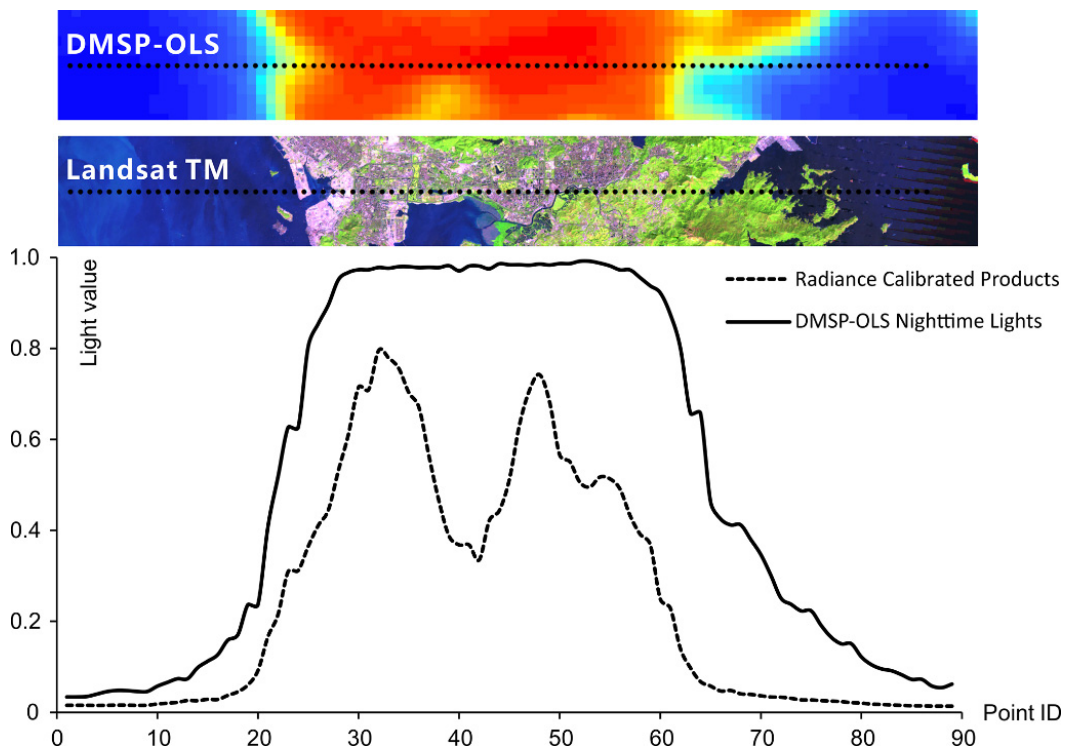 DMSP-OLS
Landsat TM
Light value
1.0
0.8
0.6
0.4
0.2
0
Radiance Calibrated Products
DMSP-OLS Nighttime Lights
0 10 20 30 40 50 60 70 80 90
Point ID